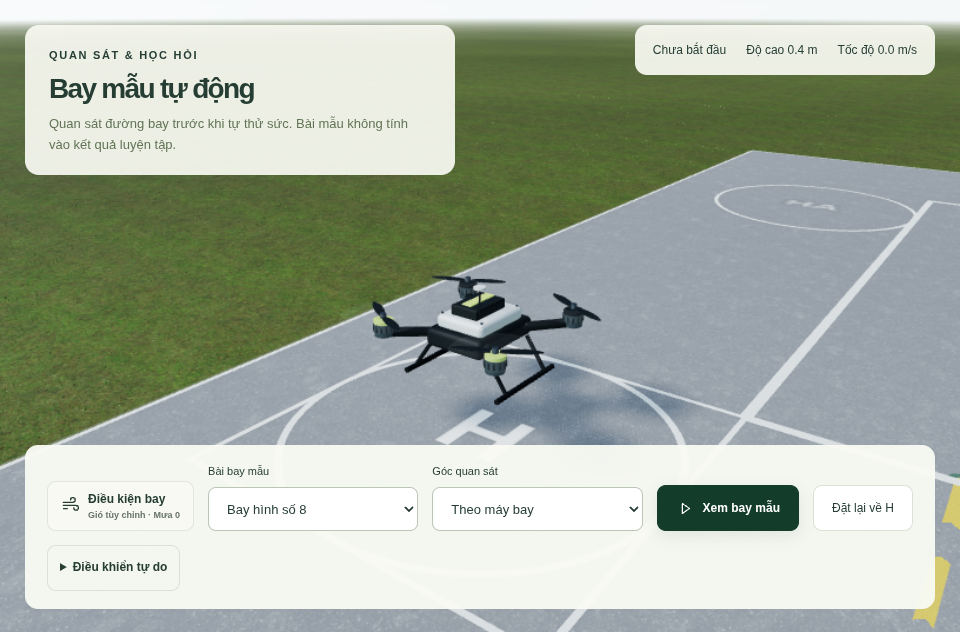 QUAN SÁT & HỌC HỎI
Bay mẫu tự động
Quan sát đường bay trước khi tự thử sức. Bài mẫu không tính
vào kết quả luyện tập.
Chưa bắt đầu Độ cao 0.4 m Tốc độ 0.0 m/s
HA
H
Bài bay mẫu
Góc quan sát
Điều kiện bay
Gió tùy chỉnh · Mưa 0
Bay hình số 8
Theo máy bay
Xem bay mẫu
Đặt lại về H
Điều khiển tự do